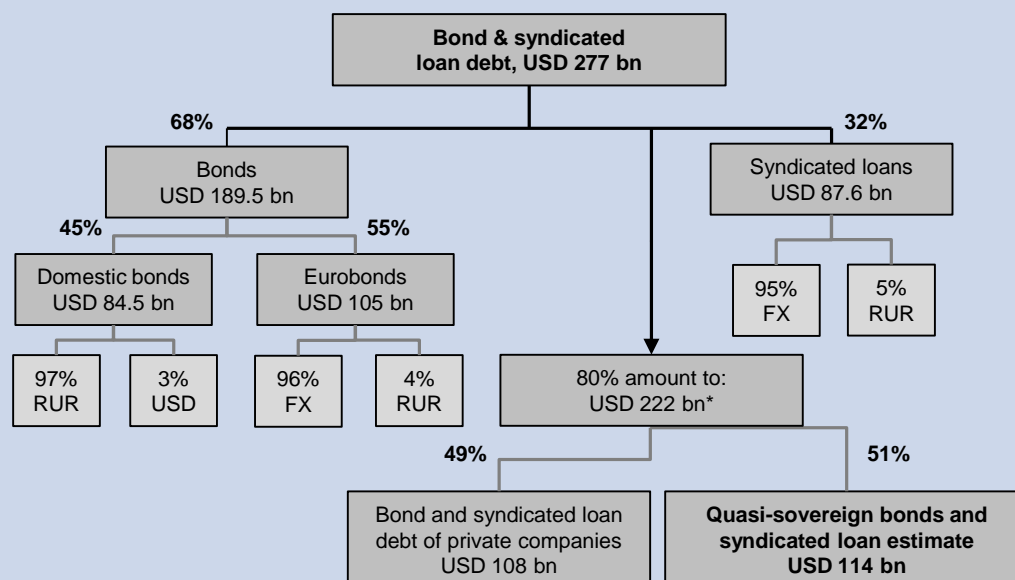 Bond & syndicated
loan debt, USD 277 bn
68%
32%
Bonds
USD 189.5 bn
Syndicated loans
USD 87.6 bn
45%
55%
Domestic bonds
USD 84.5 bn
Eurobonds
USD 105 bn
95%
FX
5%
RUR
97%
RUR
3%
USD
96%
FX
4%
RUR
80% amount to:
USD 222 bn*
49%
51%
Bond and syndicated loan
debt of private companies
USD 108 bn
Quasi-sovereign bonds and
syndicated loan estimate
USD 114 bn